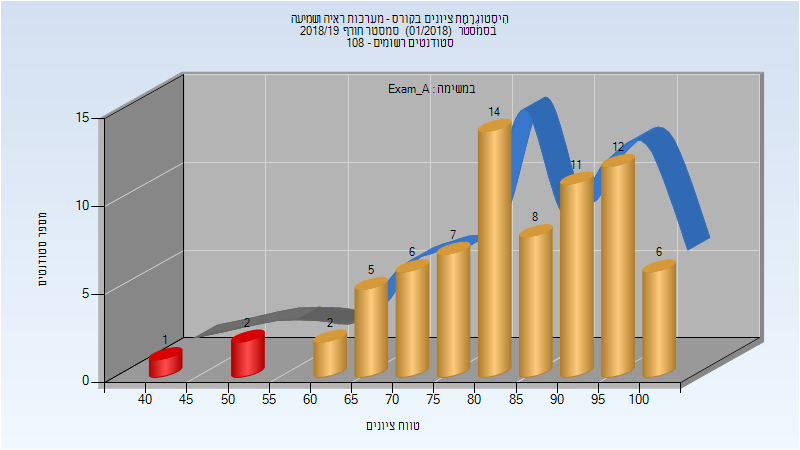 היסטוגרמת ציונים בקורס - מערכות ראיה ושמיעה
בסמסטר (01/2018) סמסטר חורף 2018/19
סטודנטים רשומים - 108
במשימה : Exam_A
15
10
5
0
מספר סטודנטים
1
2
2
5
6
7
14
8
11
12
6
40 45 50 55 60 65 70 75 80 85 90 95 100
טווח ציונים